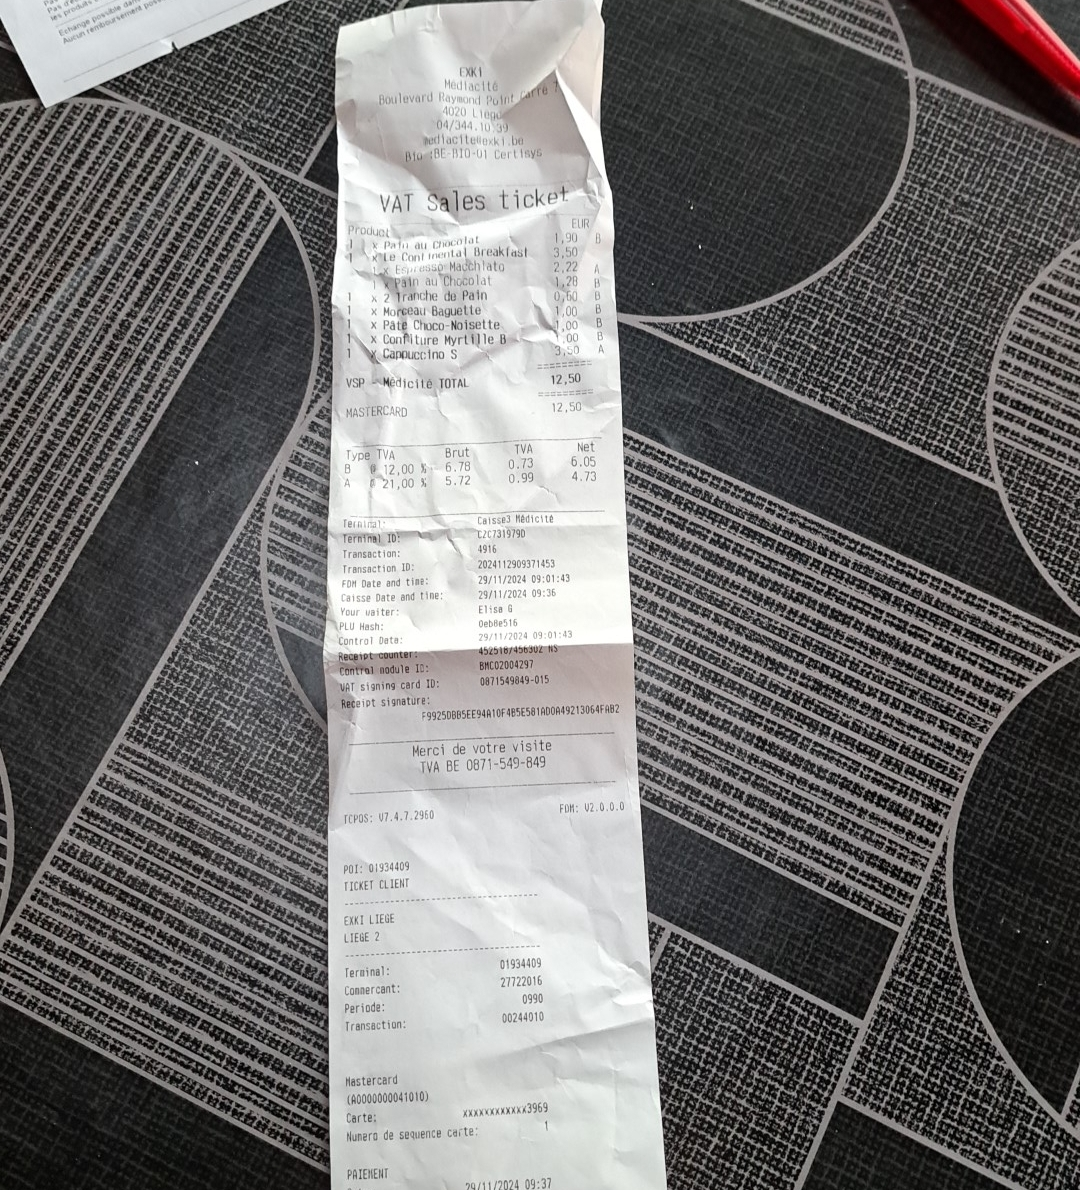 Echange possible dans
Aucun remboursement
EXKI
Médiacité
Boulevard Raymond Point Carré 7
4020 Liège
04/344.10.39
mediacite@exki.be
Bio :BE-BIO-01 Certisys
VAT Sales ticket
Product EUR
1 x Pain au Chocolat 1,90 B
1 x Le Continental Breakfast 3,50
1 x Espresso Macchiato 2,22 A
1 x Pain au Chocolat 1,28 B
1 x 2 Tranche de Pain 0,60 B
1 x Morceau Baguette 1,00 B
1 x Pâte Choco-Noisette 1,00 B
1 x Confiture Myrtille B 1,00 B
1 x Cappuccino S 3,50 A
=========
VSP - Médicité TOTAL 12,50
=========
MASTERCARD 12,50
Type TVA Brut TVA Net
B @ 12,00 % 6.78 0.73 6.05
A @ 21,00 % 5.72 0.99 4.73
Terminal: Caisse3 Médicité
Terminal ID: C2C7319790
Transaction: 4916
Transaction ID: 2024112909371453
FDM Date and time: 29/11/2024 09:01:43
Caisse Date and time: 29/11/2024 09:36
Your waiter: Elisa G
PLU Hash: 0eb8e516
Control Data: 29/11/2024 09:01:43
Receipt counter: NS
Control module ID: BMC02004297
VAT signing card ID: 0871549849-015
Receipt signature:
F9925DBB5EE94A10F4B5E581AD0A49213064FAB2
Merci de votre visite
TVA BE 0871-549-849
TCPOS: V7.4.7.2960 FDM: V2.0.0.0
POI: 01934409
TICKET CLIENT
EXKI LIEGE
LIEGE 2
Terminal: 01934409
Commercant: 27722016
Periode: 0990
Transaction: 00244010
Mastercard
(A0000000041010)
Carte: xxxxxxxxxxxx3969
Numero de sequence carte: 1
PAIEMENT
29/11/2024 09:37